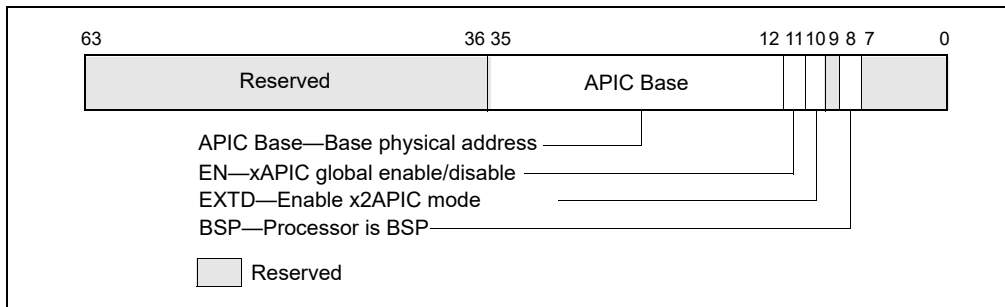 63 36 35 12 11 10 9 8 7 0
Reserved APIC Base
APIC Base—Base physical address
EN—xAPIC global enable/disable
EXTD—Enable x2APIC mode
BSP—Processor is BSP
Reserved